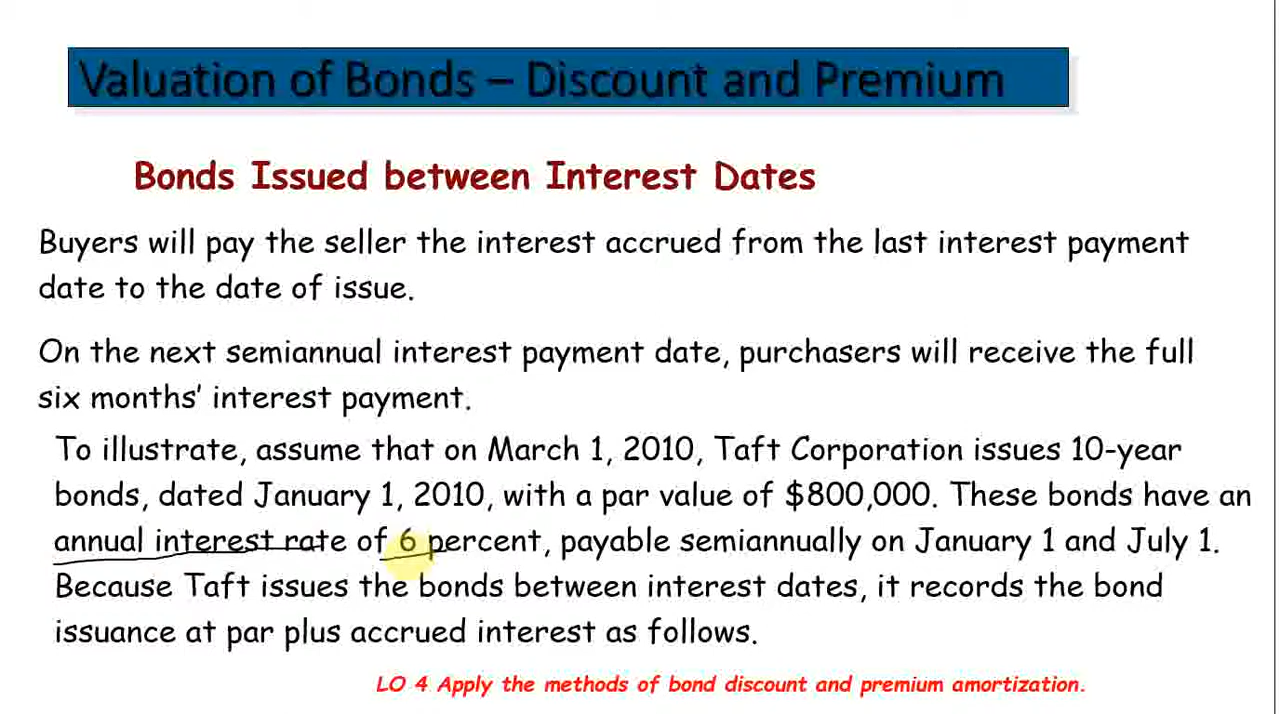 Valuation of Bonds – Discount and Premium
Bonds Issued between Interest Dates
Buyers will pay the seller the interest accrued from the last interest payment
date to the date of issue.
On the next semiannual interest payment date, purchasers will receive the full
six months’ interest payment.
To illustrate, assume that on March 1, 2010, Taft Corporation issues 10-year
bonds, dated January 1, 2010, with a par value of $800,000. These bonds have an
annual interest rate of 6 percent, payable semiannually on January 1 and July 1.
Because Taft issues the bonds between interest dates, it records the bond
issuance at par plus accrued interest as follows.
LO 4 Apply the methods of bond discount and premium amortization.